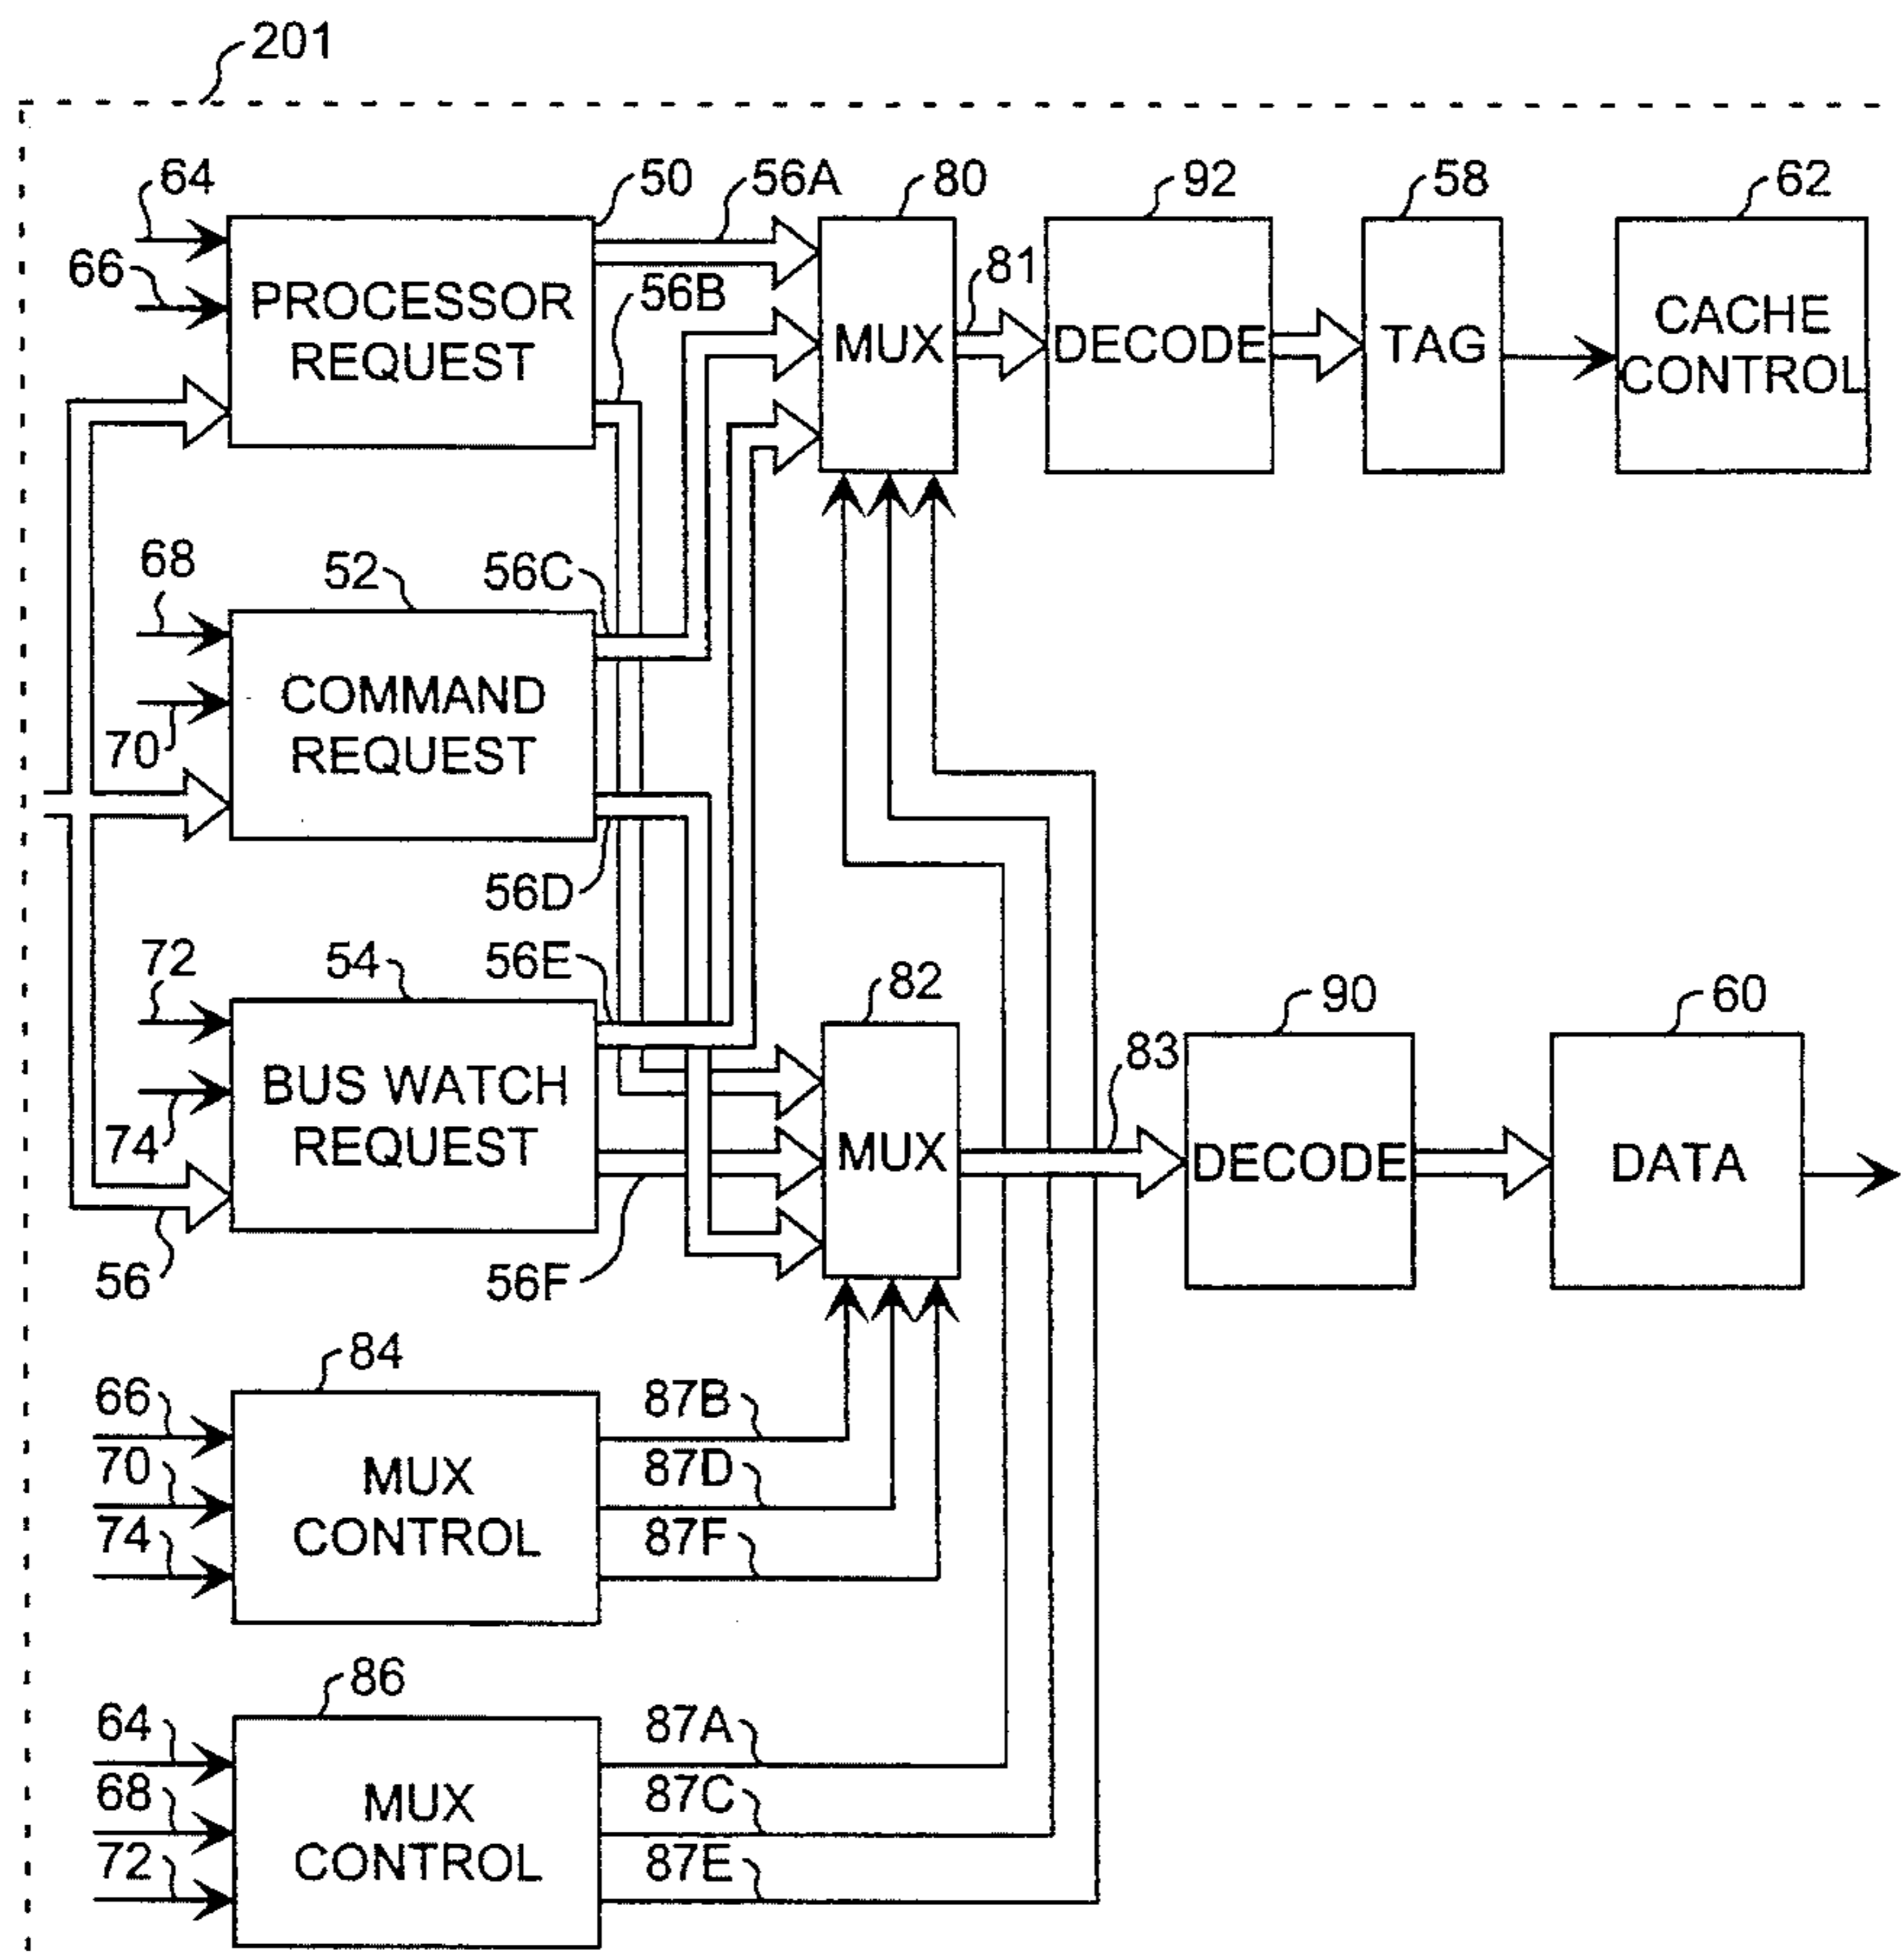 201
64
66
PROCESSOR
REQUEST
50
56A
56B
80
MUX
81
92
DECODE
58
TAG
62
CACHE
CONTROL
68
70
52
COMMAND
REQUEST
56C
56D
72
74
54
BUS WATCH
REQUEST
56
56E
56F
82
MUX
83
90
DECODE
60
DATA
84
66
70
74
MUX
CONTROL
87B
87D
87F
86
64
68
72
MUX
CONTROL
87A
87C
87E